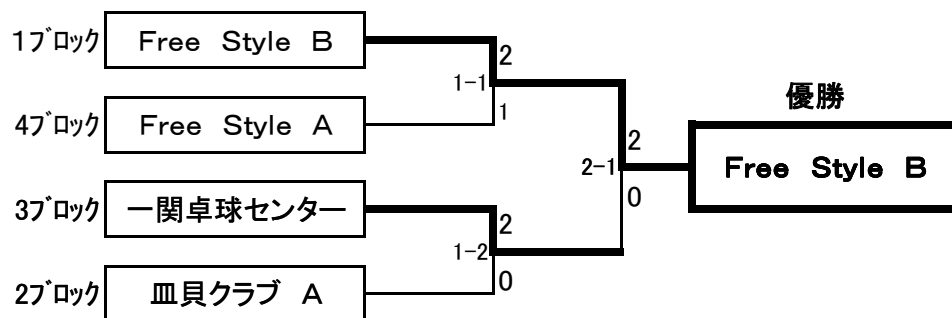 1ブロック Free Style B
2
1-1
優勝
4ブロック Free Style A
1
2
2-1
Free Style B
0
3ブロック 一関卓球センター
2
1-2
2ブロック 皿貝クラブ A
0